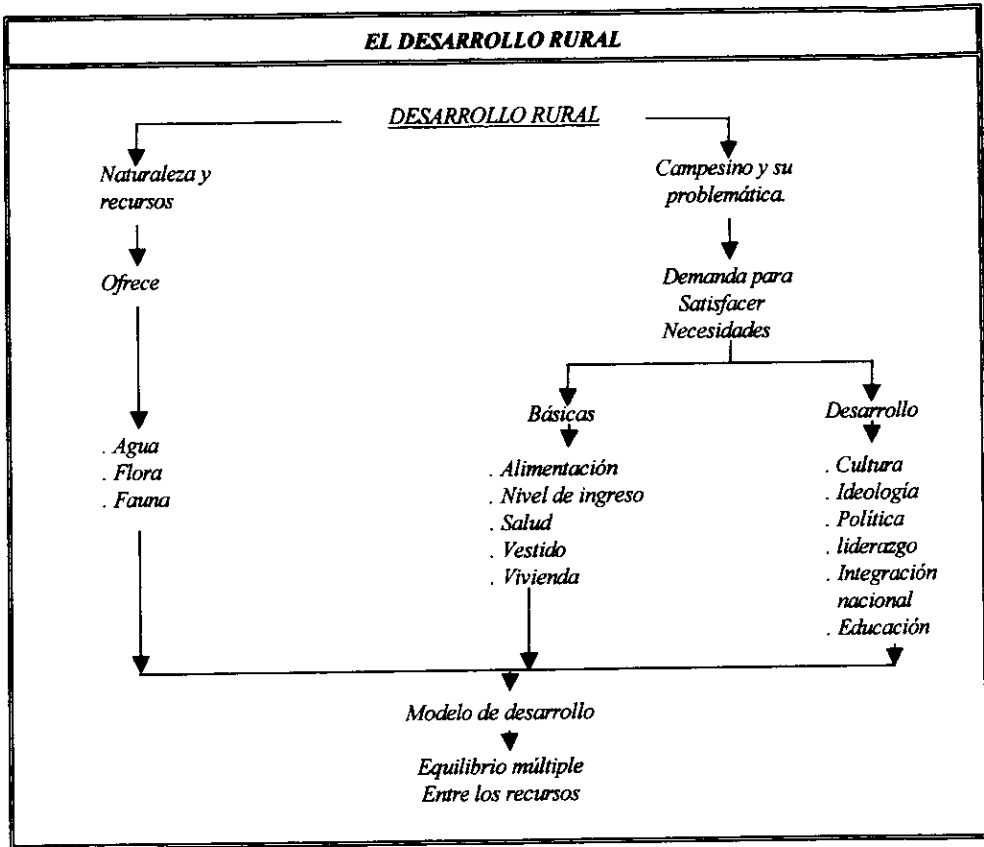 EL DESARROLLO RURAL
DESARROLLO RURAL
Naturaleza y
recursos
Ofrece
. Agua
. Flora
. Fauna
Campesino y su
problemática.
Demanda para
Satisfacer
Necesidades
Básicas
. Alimentación
. Nivel de ingreso
. Salud
. Vestido
. Vivienda
Desarrollo
. Cultura
. Ideología
. Política
. liderazgo
. Integración
nacional
. Educación
Modelo de desarrollo
Equilibrio múltiple
Entre los recursos